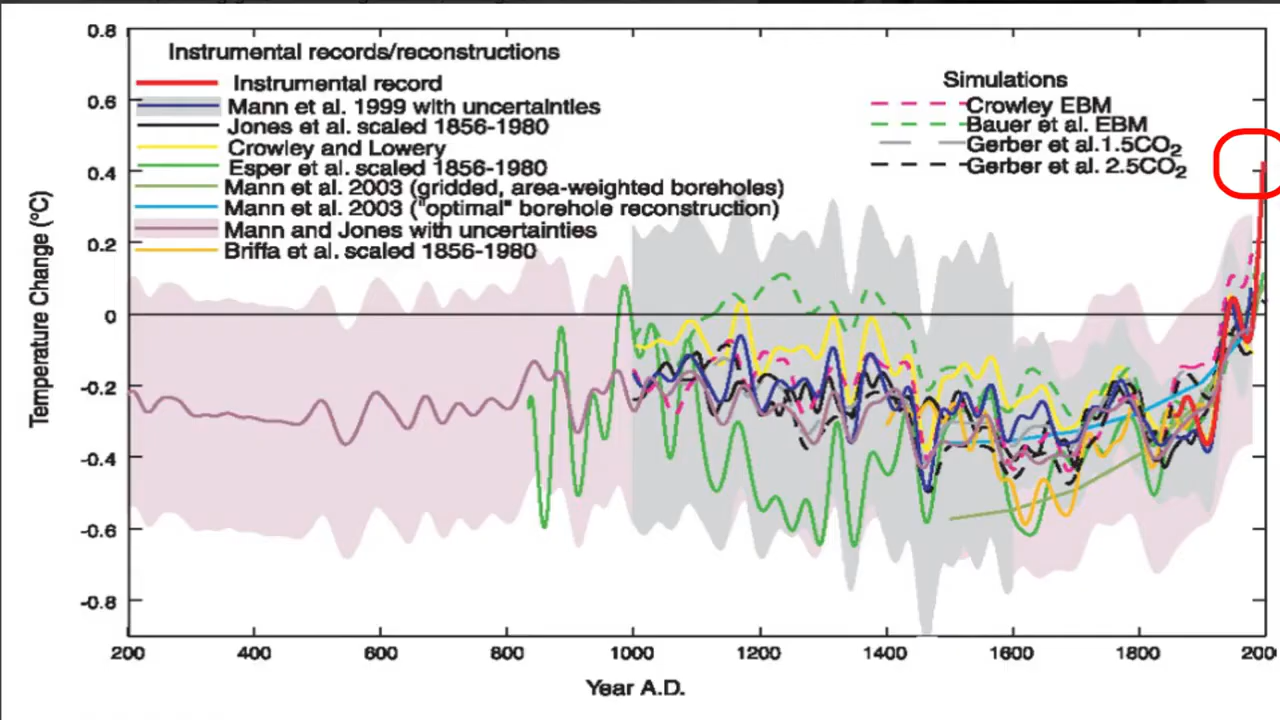 Instrumental records/reconstructions
Instrumental record
Mann et al. 1999 with uncertainties
Jones et al. scaled 1856-1980
Crowley and Lowery
Esper et al. scaled 1856-1980
Mann et al. 2003 (gridded, area-weighted boreholes)
Mann et al. 2003 ("optimal" borehole reconstruction)
Mann and Jones with uncertainties
Briffa et al. scaled 1856-1980
Simulations
Crowley EBM
Bauer et al. EBM
Gerber et al.1.5CO2
Gerber et al. 2.5CO2
Temperature Change (°C)
0.8
0.6
0.4
0.2
0
-0.2
-0.4
-0.6
-0.8
200 400 600 800 1000 1200 1400 1600 1800 200
Year A.D.